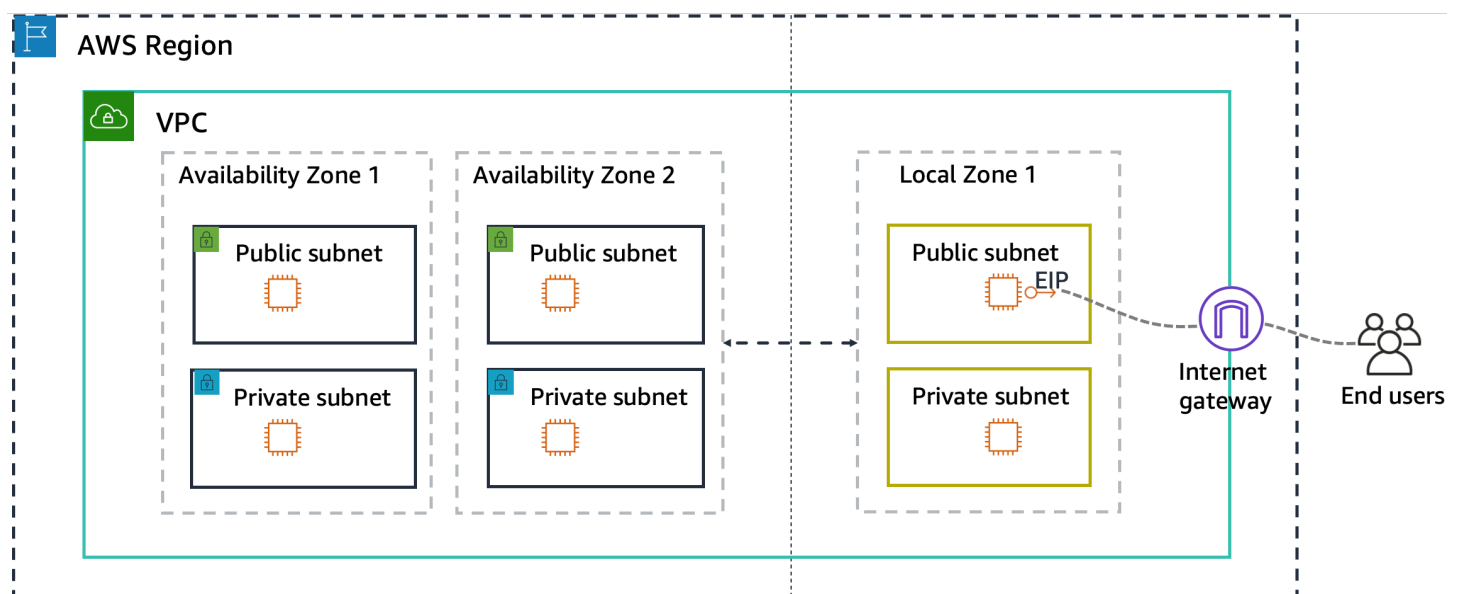 AWS Region
VPC
Availability Zone 1
Availability Zone 2
Local Zone 1
Public subnet
Public subnet
Public subnet
EIP
Private subnet
Private subnet
Private subnet
Internet
gateway
End users